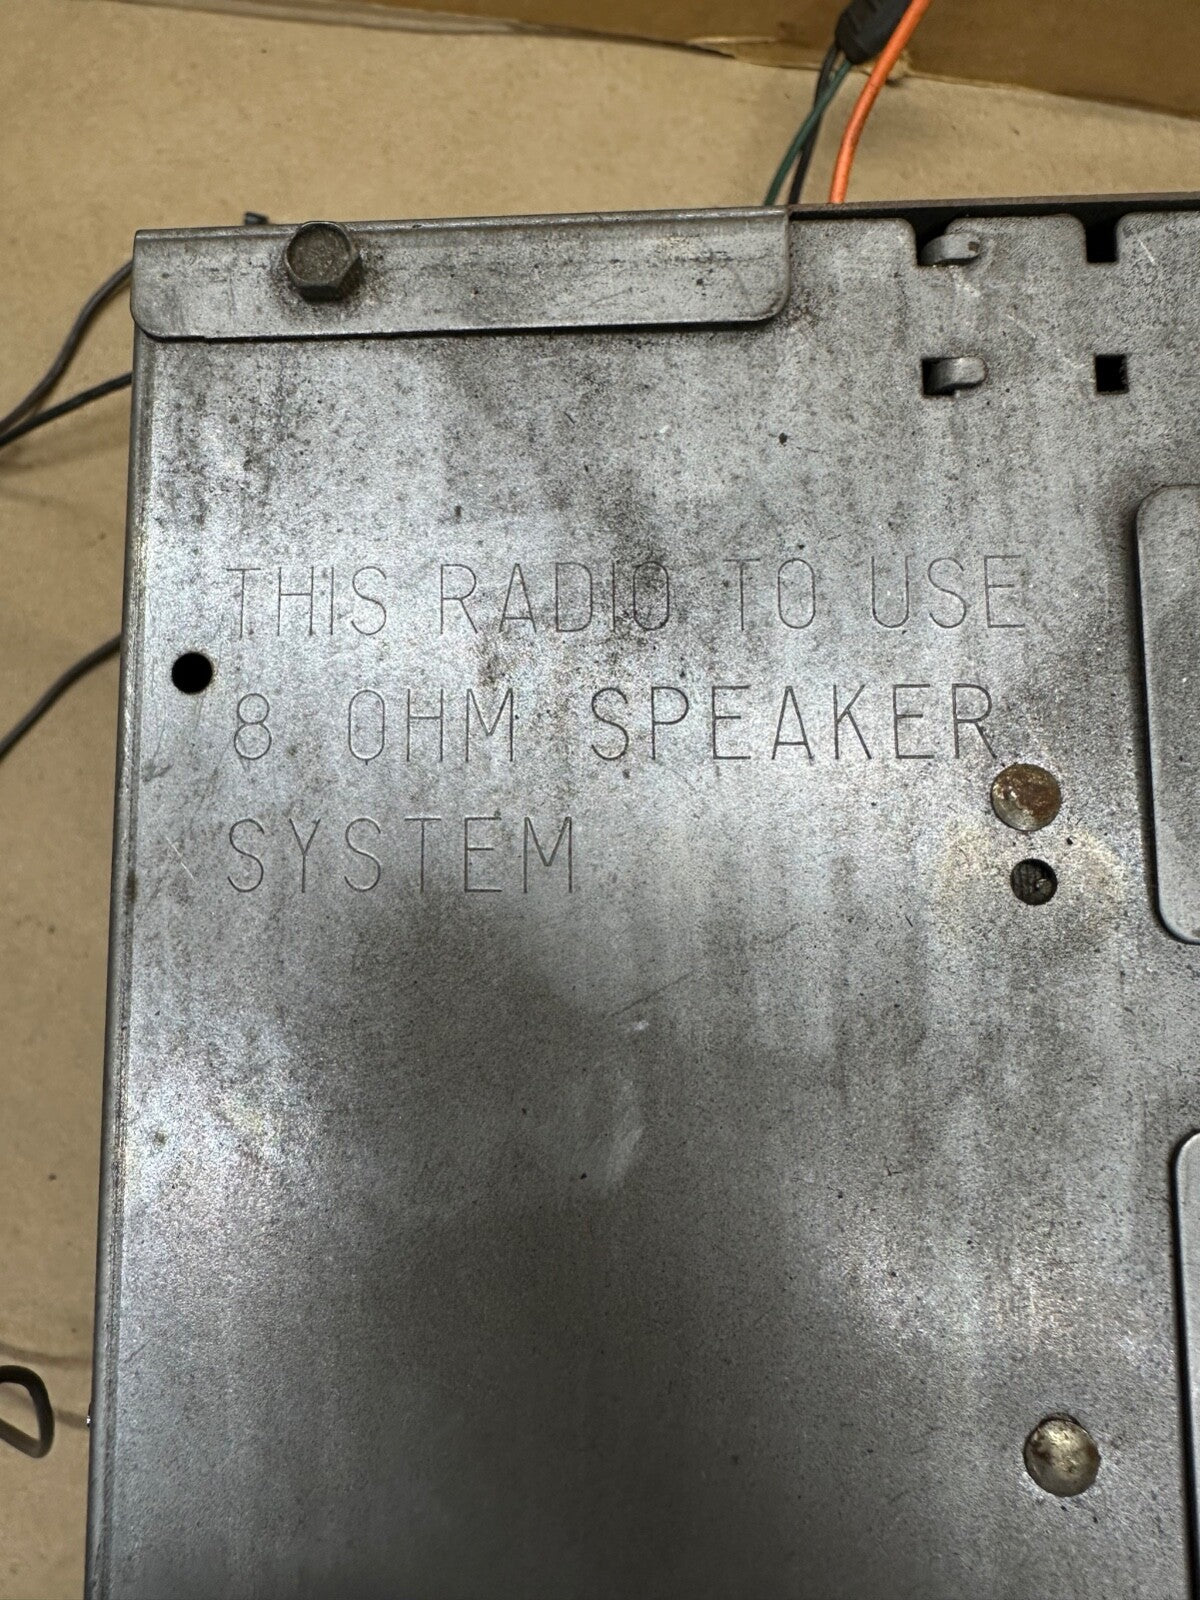 THIS RADIO TO USE
8 OHM SPEAKER
SYSTEM